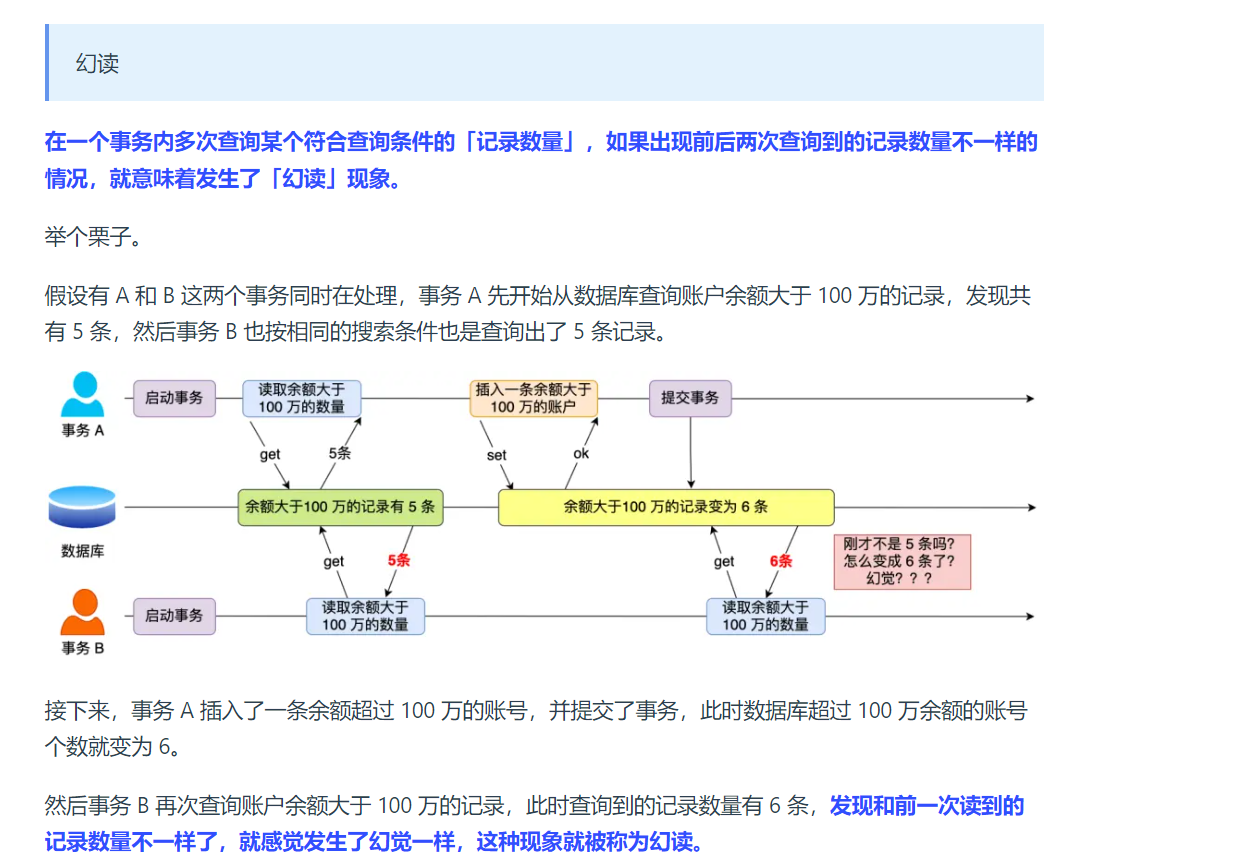 幻读
在一个事务内多次查询某个符合查询条件的「记录数量」，如果出现前后两次查询到的记录数量不一样的
情况，就意味着发生了「幻读」现象。
举个栗子。
假设有 A 和 B 这两个事务同时在处理，事务 A 先开始从数据库查询账户余额大于 100 万的记录，发现共
有 5 条，然后事务 B 也按相同的搜索条件也是查询出了 5 条记录。
启动事务
读取余额大于
100 万的数量
插入一条余额大于
100 万的账户
提交事务
事务 A
get
5条
set
ok
余额大于100 万的记录有 5 条
余额大于100 万的记录变为 6 条
数据库
get
5条
get
6条
刚才不是 5 条吗?
怎么变成 6 条了?
幻觉? ? ?
启动事务
读取余额大于
100 万的数量
读取余额大于
100 万的数量
事务 B
接下来，事务 A 插入了一条余额超过 100 万的账号，并提交了事务，此时数据库超过 100 万余额的账号
个数就变为 6。
然后事务 B 再次查询账户余额大于 100 万的记录，此时查询到的记录数量有 6 条，发现和前一次读到的
记录数量不一样了，就感觉发生了幻觉一样，这种现象就被称为幻读。